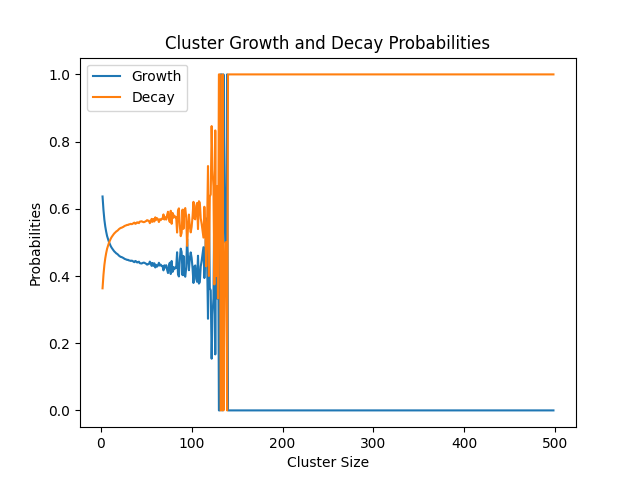 Cluster Growth and Decay Probabilities
Growth
Decay
Probabilities
1.0
0.8
0.6
0.4
0.2
0.0
0 100 200 300 400 500
Cluster Size